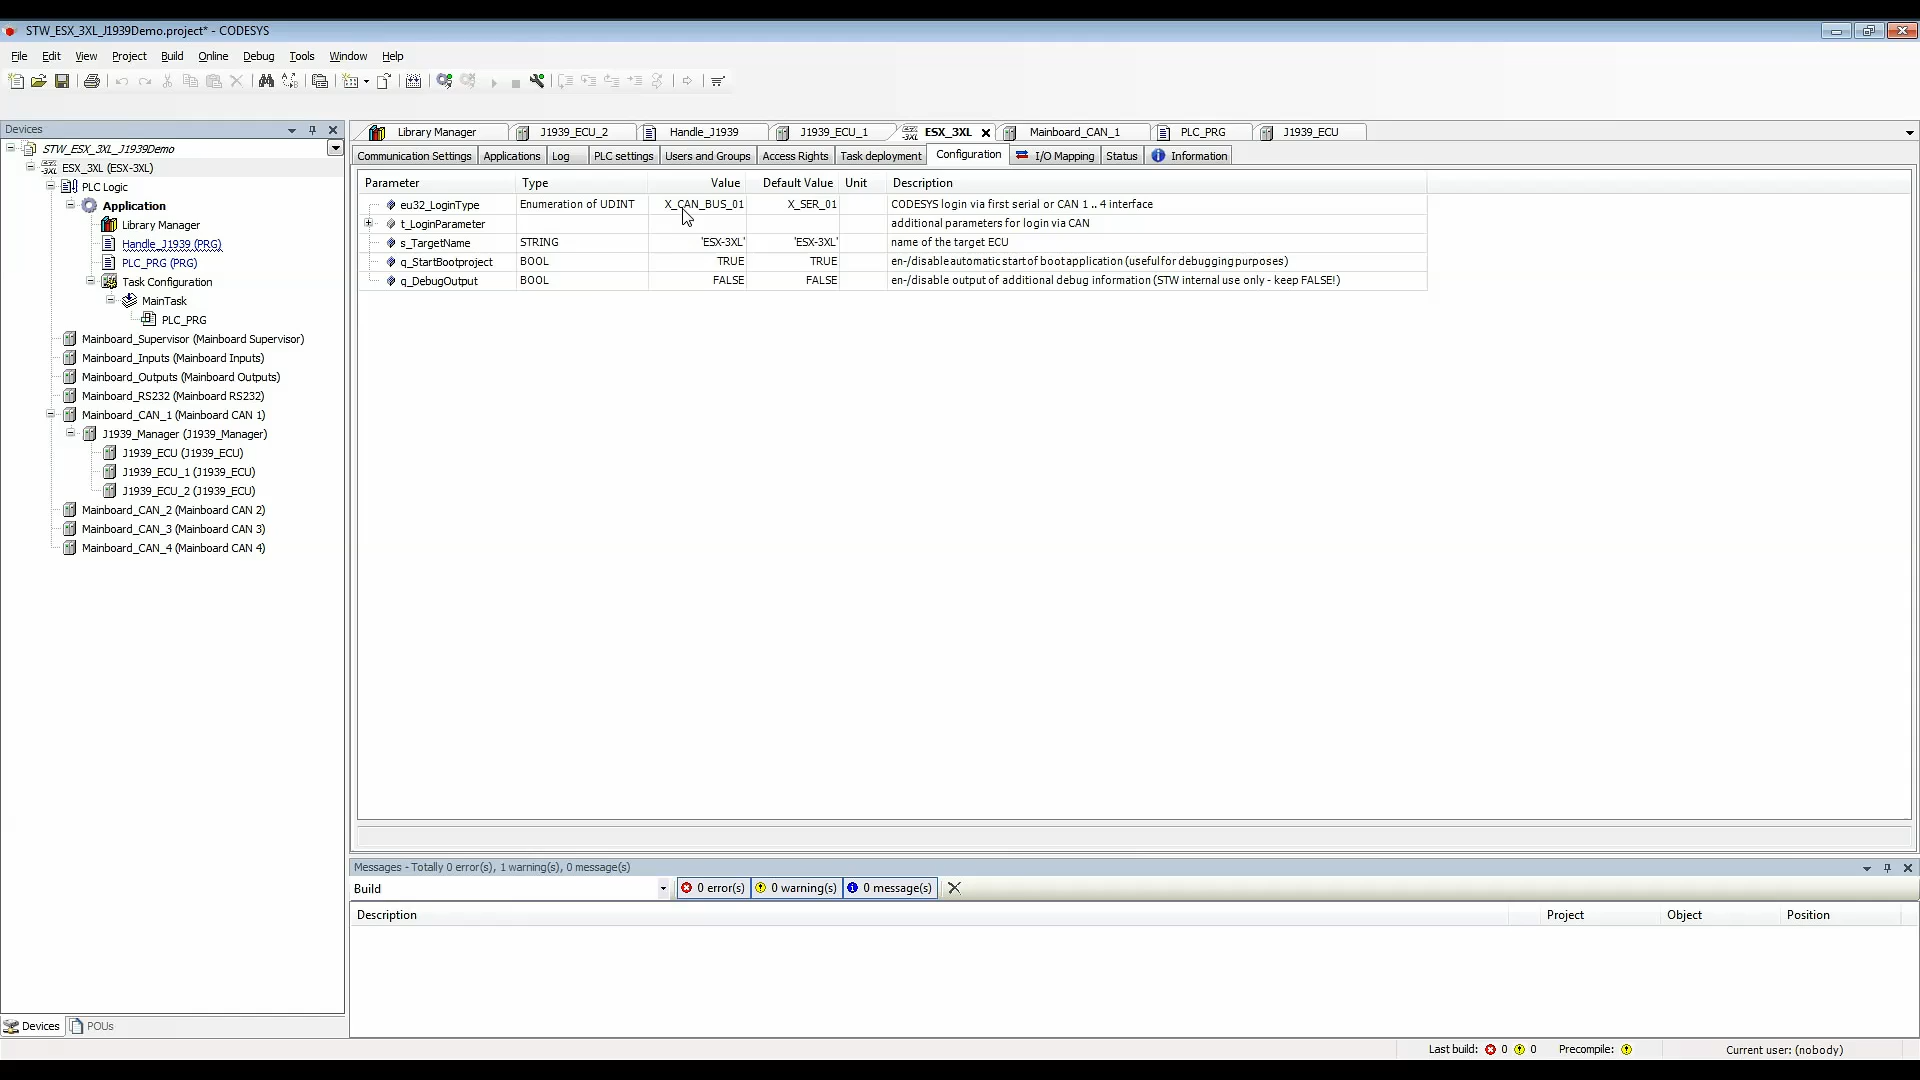 STW_ESX_3XL_J1939Demo.project* - CODESYS
File Edit View Project Build Online Debug Tools Window Help
Devices
STW_ESX_3XL_J1939Demo
ESX_3XL (ESX-3XL)
PLC Logic
Application
Library Manager
Handle_J1939 (PRG)
PLC_PRG (PRG)
Task Configuration
MainTask
PLC_PRG
Mainboard_Supervisor (Mainboard Supervisor)
Mainboard_Inputs (Mainboard Inputs)
Mainboard_Outputs (Mainboard Outputs)
Mainboard_RS232 (Mainboard RS232)
Mainboard_CAN_1 (Mainboard CAN 1)
J1939_Manager (J1939_Manager)
J1939_ECU (J1939_ECU)
J1939_ECU_1 (J1939_ECU)
J1939_ECU_2 (J1939_ECU)
Mainboard_CAN_2 (Mainboard CAN 2)
Mainboard_CAN_3 (Mainboard CAN 3)
Mainboard_CAN_4 (Mainboard CAN 4)
Devices POUs
Library Manager J1939_ECU_2 Handle_J1939 J1939_ECU_1 ESX_3XL Mainboard_CAN_1 PLC_PRG J1939_ECU
Communication Settings Applications Log PLC settings Users and Groups Access Rights Task deployment Configuration I/O Mapping Status Information
Parameter Type Value Default Value Unit Description
eu32_LoginType Enumeration of UDINT X_CAN_BUS_01 X_SER_01 CODESYS login via first serial or CAN 1 .. 4 interface
t_LoginParameter additional parameters for login via CAN
s_TargetName STRING 'ESX-3XL' 'ESX-3XL' name of the target ECU
q_StartBootproject BOOL TRUE TRUE en-/disable automatic start of boot application (useful for debugging purposes)
q_DebugOutput BOOL FALSE FALSE en-/disable output of additional debug information (STW internal use only - keep FALSE!)
Messages - Totally 0 error(s), 1 warning(s), 0 message(s)
Build 0 error(s) 0 warning(s) 0 message(s)
Description Project Object Position
Last build: 0 0 Precompile: Current user: (nobody)